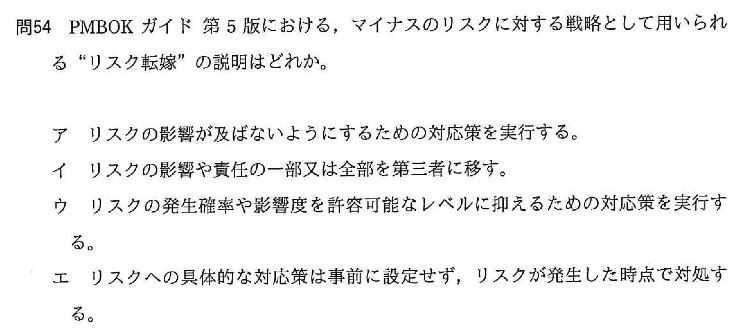 問54 PMBOK ガイド 第5版における，マイナスのリスクに対する戦略として用いられ
る“リスク転嫁”の説明はどれか。
ア リスクの影響が及ばないようにするための対応策を実行する。
イ リスクの影響や責任の一部又は全部を第三者に移す。
ウ リスクの発生確率や影響度を許容可能なレベルに抑えるための対応策を実行す
る。
エ リスクへの具体的な対応策は事前に設定せず，リスクが発生した時点で対処す
る。